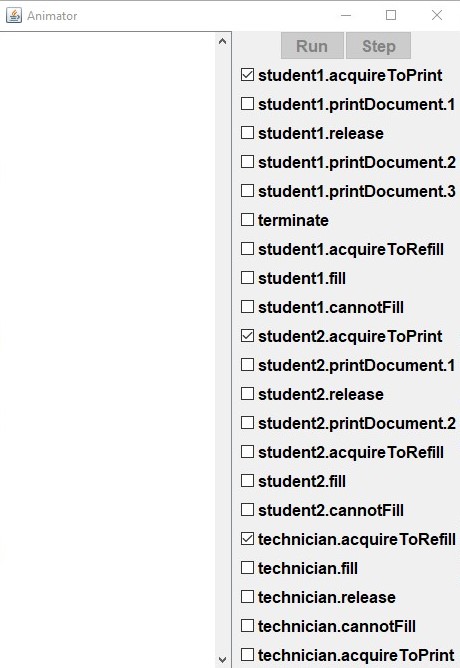 Animator
Run Step
student1.acquireToPrint
student1.printDocument.1
student1.release
student1.printDocument.2
student1.printDocument.3
terminate
student1.acquireToRefill
student1.fill
student1.cannotFill
student2.acquireToPrint
student2.printDocument.1
student2.release
student2.printDocument.2
student2.acquireToRefill
student2.fill
student2.cannotFill
technician.acquireToRefill
technician.fill
technician.release
technician.cannotFill
technician.acquireToPrint